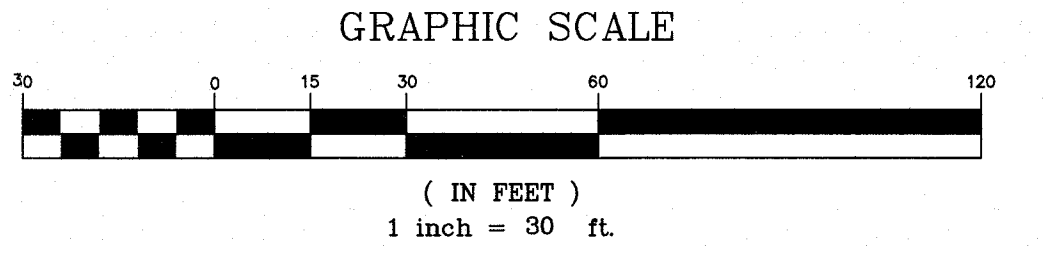 GRAPHIC SCALE
30 0 15 30 60 120
( IN FEET )
1 inch = 30 ft.